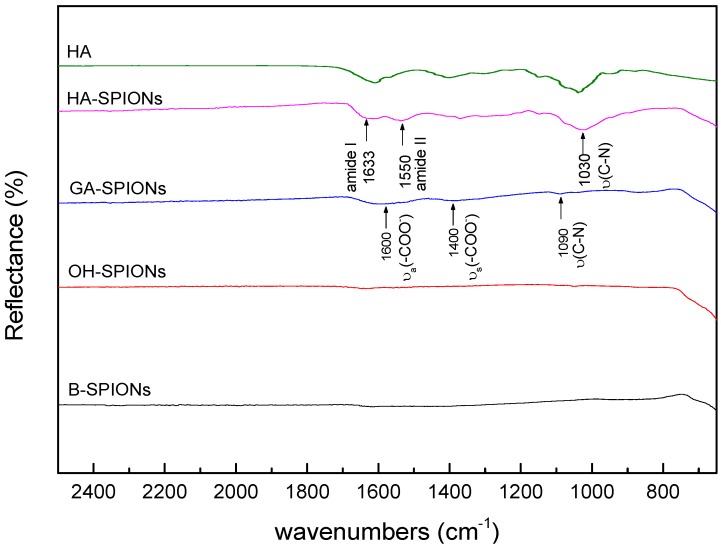 HA
HA-SPIONs
amide I
1633
1550
amide II
1030
υ(C-N)
GA-SPIONs
1600
υa(-COO-)
1400
υs(-COO-)
1090
υ(C-N)
OH-SPIONs
B-SPIONs
Reflectance (%)
2400 2200 2000 1800 1600 1400 1200 1000 800
wavenumbers (cm-1)